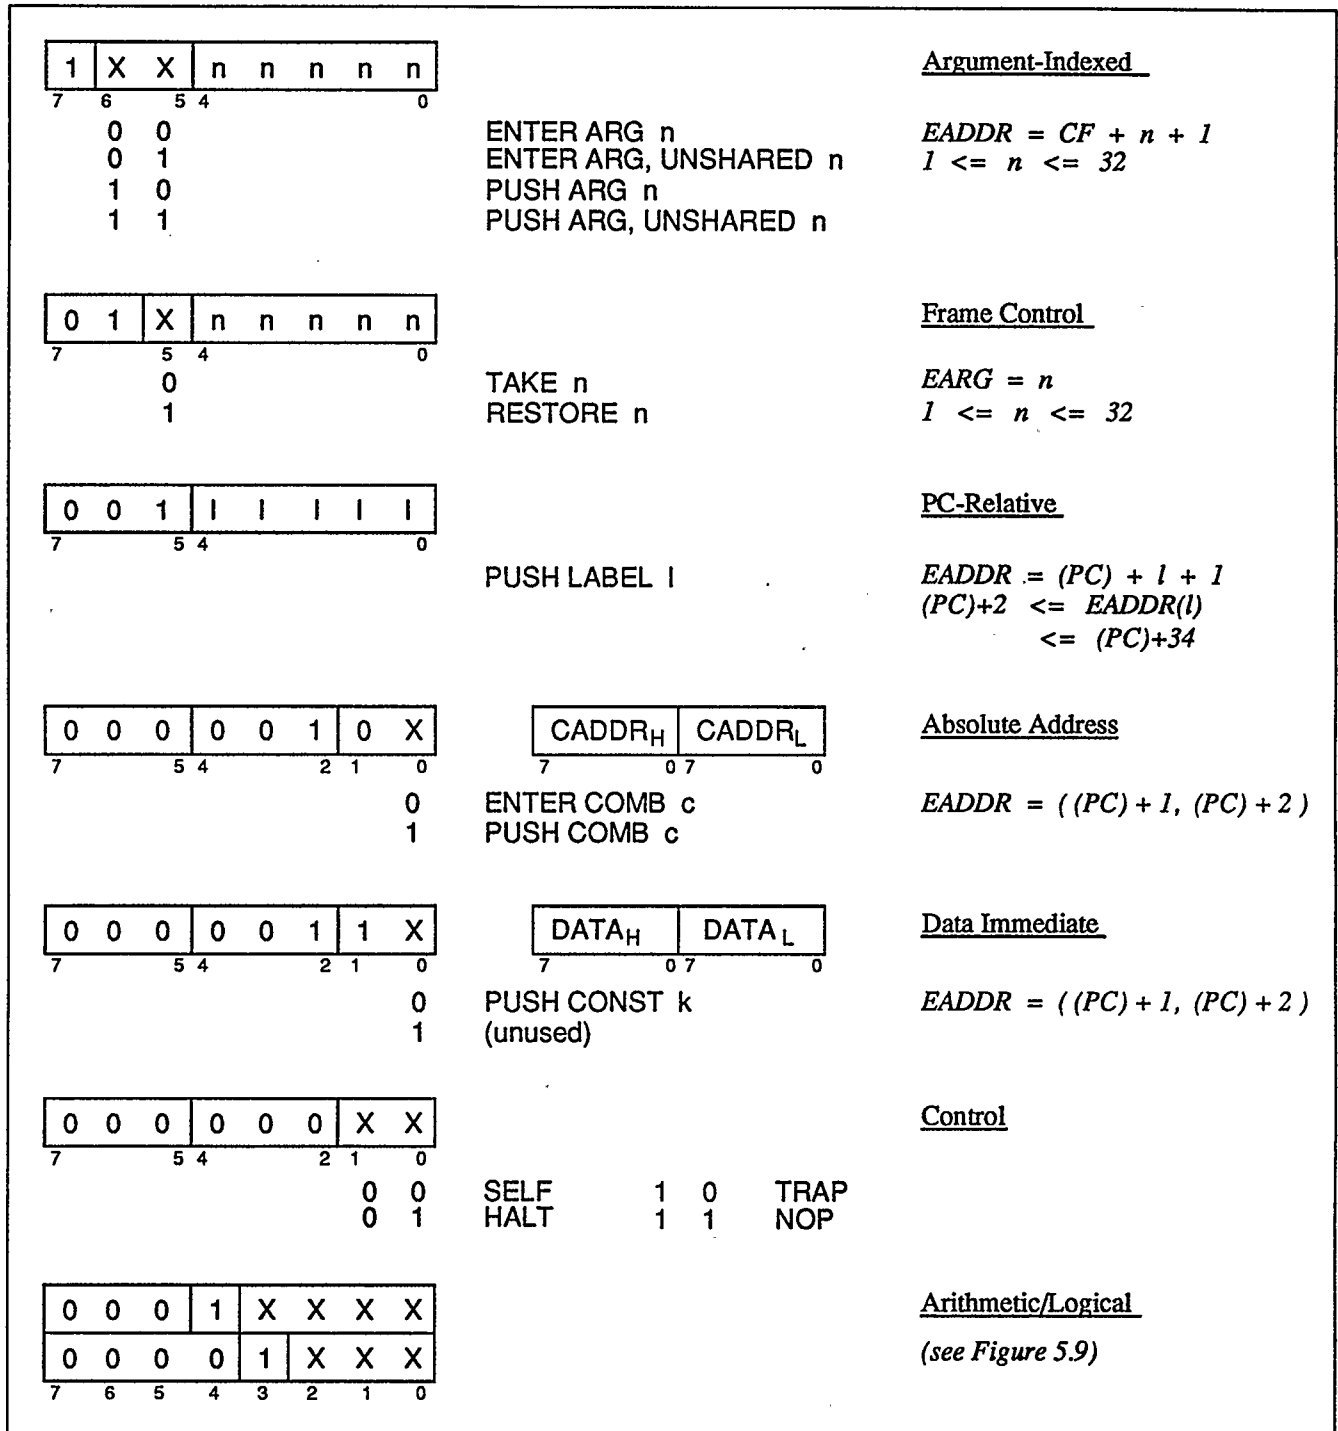 1 X X n n n n n Argument-Indexed
7 6 5 4 0
0 0 ENTER ARG n EADDR = CF + n + 1
0 1 ENTER ARG, UNSHARED n 1 <= n <= 32
1 0 PUSH ARG n
1 1 PUSH ARG, UNSHARED n
0 1 X n n n n n Frame Control
7 5 4 0
0 TAKE n EARG = n
1 RESTORE n 1 <= n <= 32
0 0 1 l l l l l PC-Relative
7 5 4 0
PUSH LABEL l EADDR = (PC) + l + 1
(PC)+2 <= EADDR(l)
<= (PC)+34
0 0 0 0 0 1 0 X CADDRH CADDRL Absolute Address
7 5 4 2 1 0 7 0 7 0
0 ENTER COMB c EADDR = ( (PC) + 1, (PC) + 2 )
1 PUSH COMB c
0 0 0 0 0 1 1 X DATAH DATAL Data Immediate
7 5 4 2 1 0 7 0 7 0
0 PUSH CONST k EADDR = ( (PC) + 1, (PC) + 2 )
1 (unused)
0 0 0 0 0 0 X X Control
7 5 4 2 1 0
0 0 SELF 1 0 TRAP
0 1 HALT 1 1 NOP
0 0 0 1 X X X X Arithmetic/Logical
0 0 0 0 1 X X X (see Figure 5.9)
7 6 5 4 3 2 1 0